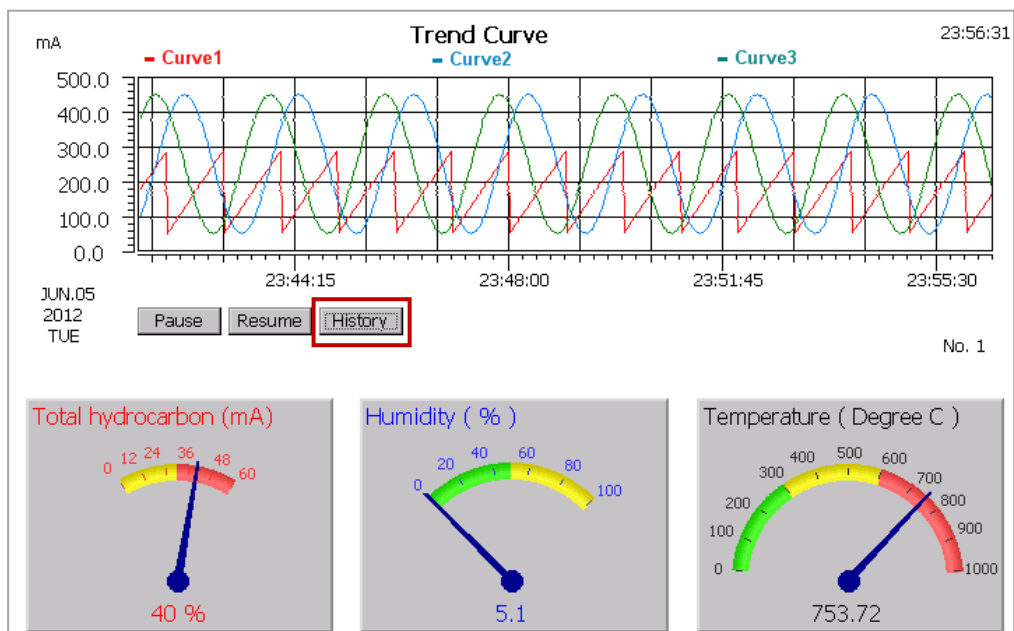 Trend Curve
23:56:31
mA
Curve1
Curve2
Curve3
500.0
400.0
300.0
200.0
100.0
0.0
23:44:15
23:48:00
23:51:45
23:55:30
JUN.05
2012
TUE
Pause
Resume
History
No. 1
Total hydrocarbon (mA)
0
12
24
36
48
60
40 %
Humidity ( % )
0
20
40
60
80
100
5.1
Temperature ( Degree C )
0
100
200
300
400
500
600
700
800
900
1000
753.72